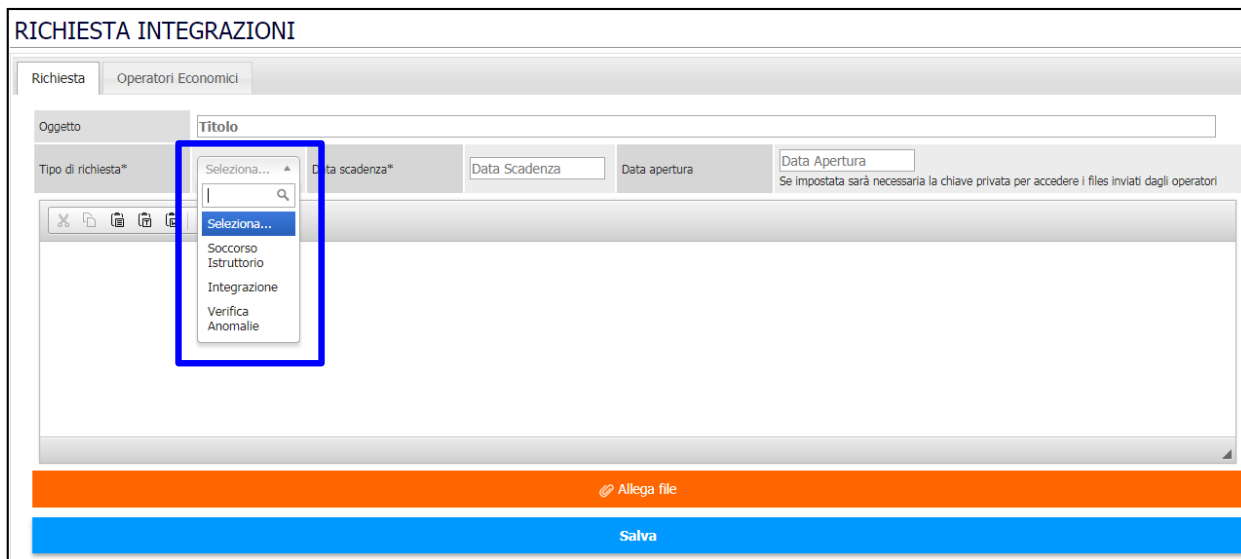 RICHIESTA INTEGRAZIONI
Richiesta Operatori Economici
Oggetto Titolo
Tipo di richiesta* Seleziona... Data scadenza* Data Scadenza Data apertura Data Apertura
Se impostata sarà necessaria la chiave privata per accedere i files inviati dagli operatori
Seleziona...
Soccorso
Istruttorio
Integrazione
Verifica
Anomalie
Allega file
Salva